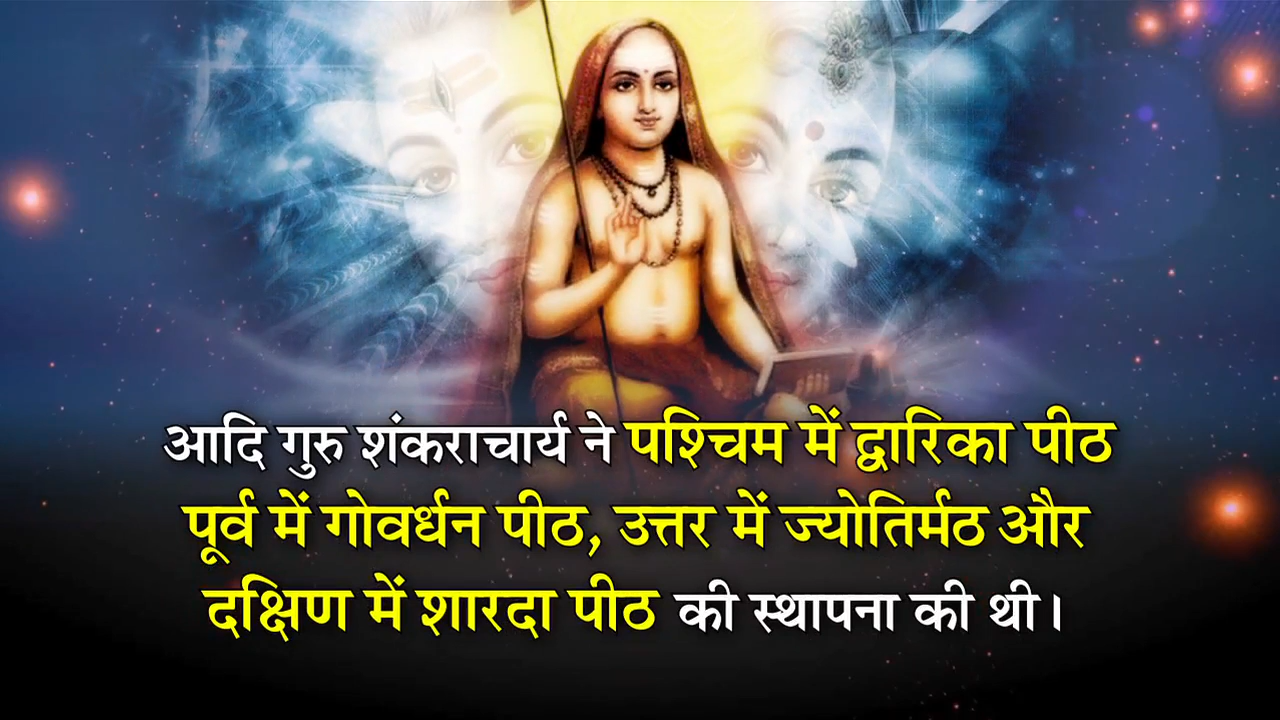 आदि गुरु शंकराचार्य ने पश्चिम में द्वारिका पीठ
पूर्व में गोवर्धन पीठ, उत्तर में ज्योतिर्मठ और
दक्षिण में शारदा पीठ की स्थापना की थी।